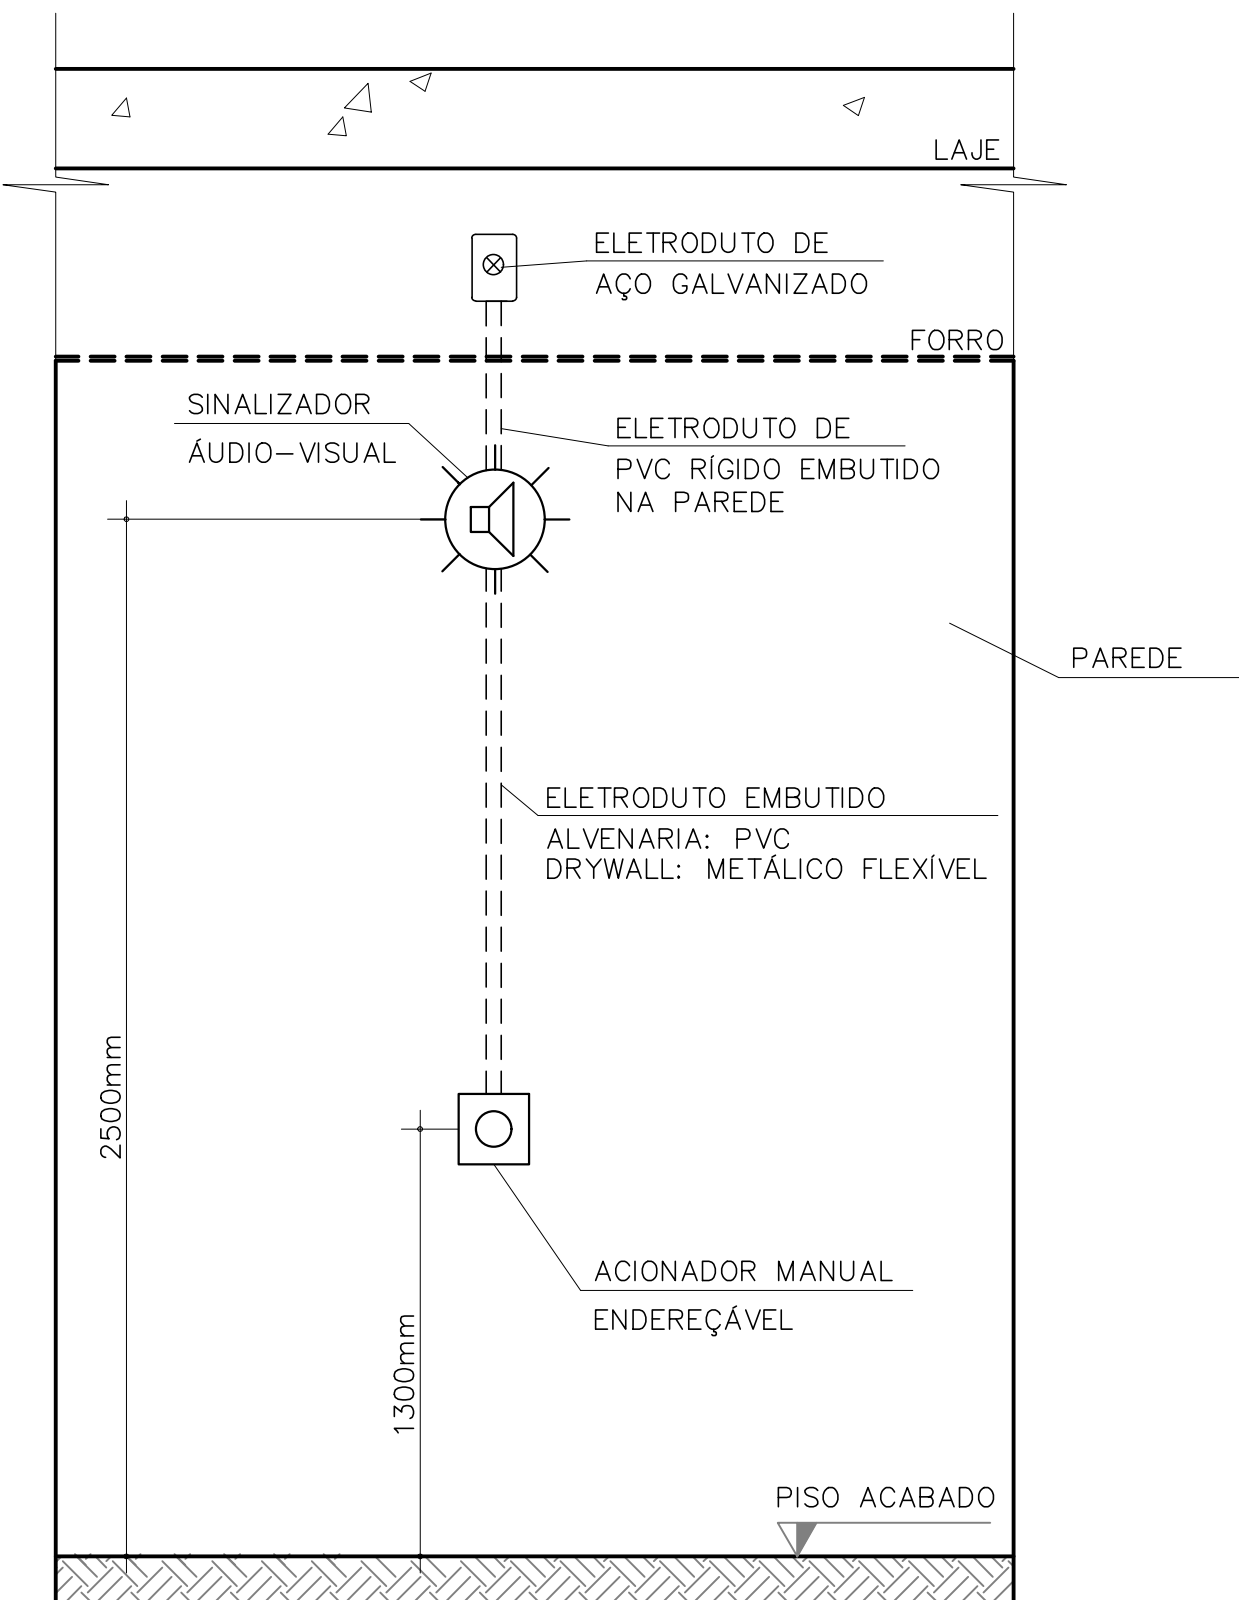 LAJE
ELETRODUTO DE
AÇO GALVANIZADO
FORRO
SINALIZADOR
ÁUDIO-VISUAL
ELETRODUTO DE
PVC RÍGIDO EMBUTIDO
NA PAREDE
PAREDE
ELETRODUTO EMBUTIDO
ALVENARIA: PVC
DRYWALL: METÁLICO FLEXÍVEL
2500mm
ACIONADOR MANUAL
ENDEREÇÁVEL
1300mm
PISO ACABADO